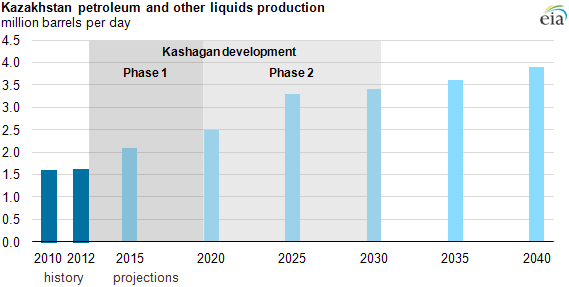 Kazakhstan petroleum and other liquids production
million barrels per day
eia
4.5
Kashagan development
4.0
Phase 1 Phase 2
3.5
3.0
2.5
2.0
1.5
1.0
0.5
0.0
2010 2012 2015 2020 2025 2030 2035 2040
history projections